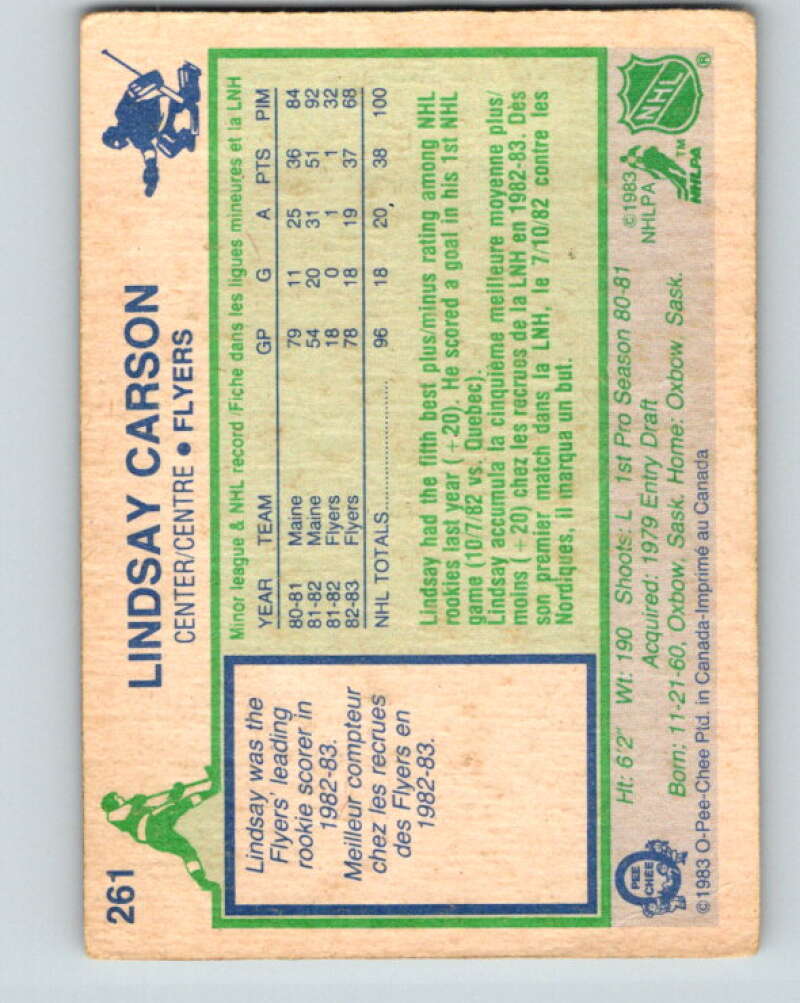 261
LINDSAY CARSON
CENTER/CENTRE • FLYERS
Lindsay was the
Flyers' leading
rookie scorer in
1982-83.
Meilleur compteur
chez les recrues
des Flyers en
1982-83.
Minor league & NHL record/Fiche dans les ligues mineures et la LNH
YEAR TEAM GP G A PTS PIM
80-81 Maine 79 11 25 36 84
81-82 Maine 54 20 31 51 92
81-82 Flyers 18 0 1 1 32
82-83 Flyers 78 18 19 37 68
NHL TOTALS 96 18 20 38 100
Lindsay had the fifth best plus/minus rating among NHL
rookies last year (+20). He scored a goal in his 1st NHL
game (10/7/82 vs. Quebec).
Lindsay accumula la cinquième meilleure moyenne plus/
moins (+20) chez les recrues de la LNH en 1982-83. Dès
son premier match dans la LNH, le 7/10/82 contre les
Nordiques, il marqua un but.
Ht: 6'2" Wt: 190 Shoots: L 1st Pro Season 80-81
Acquired: 1979 Entry Draft
Born: 11-21-60, Oxbow, Sask. Home: Oxbow Sask.
©1983 O-Pee-Chee Ptd. in Canada-Imprimé au Canada
O
PEE
CHEE
©1983
NHLPA
NHLPA
TM
NHL
®